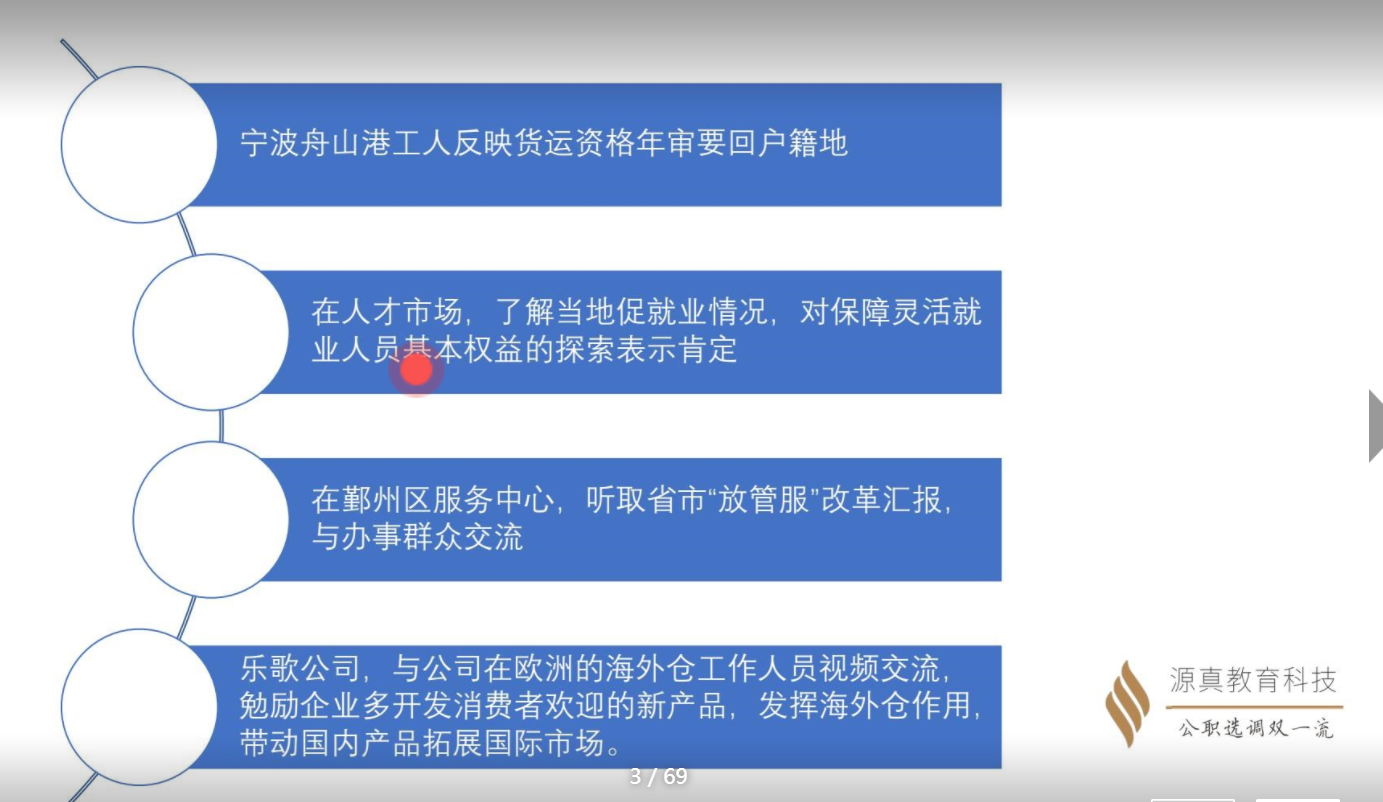 宁波舟山港工人反映货运资格年审要回户籍地
在人才市场，了解当地促就业情况，对保障灵活就
业人员基本权益的探索表示肯定
在鄞州区服务中心，听取省市“放管服”改革汇报，
与办事群众交流
乐歌公司，与公司在欧洲的海外仓工作人员视频交流，
勉励企业多开发消费者欢迎的新产品，发挥海外仓作用，
带动国内产品拓展国际市场。
源真教育科技
公职选调双一流
3 / 69